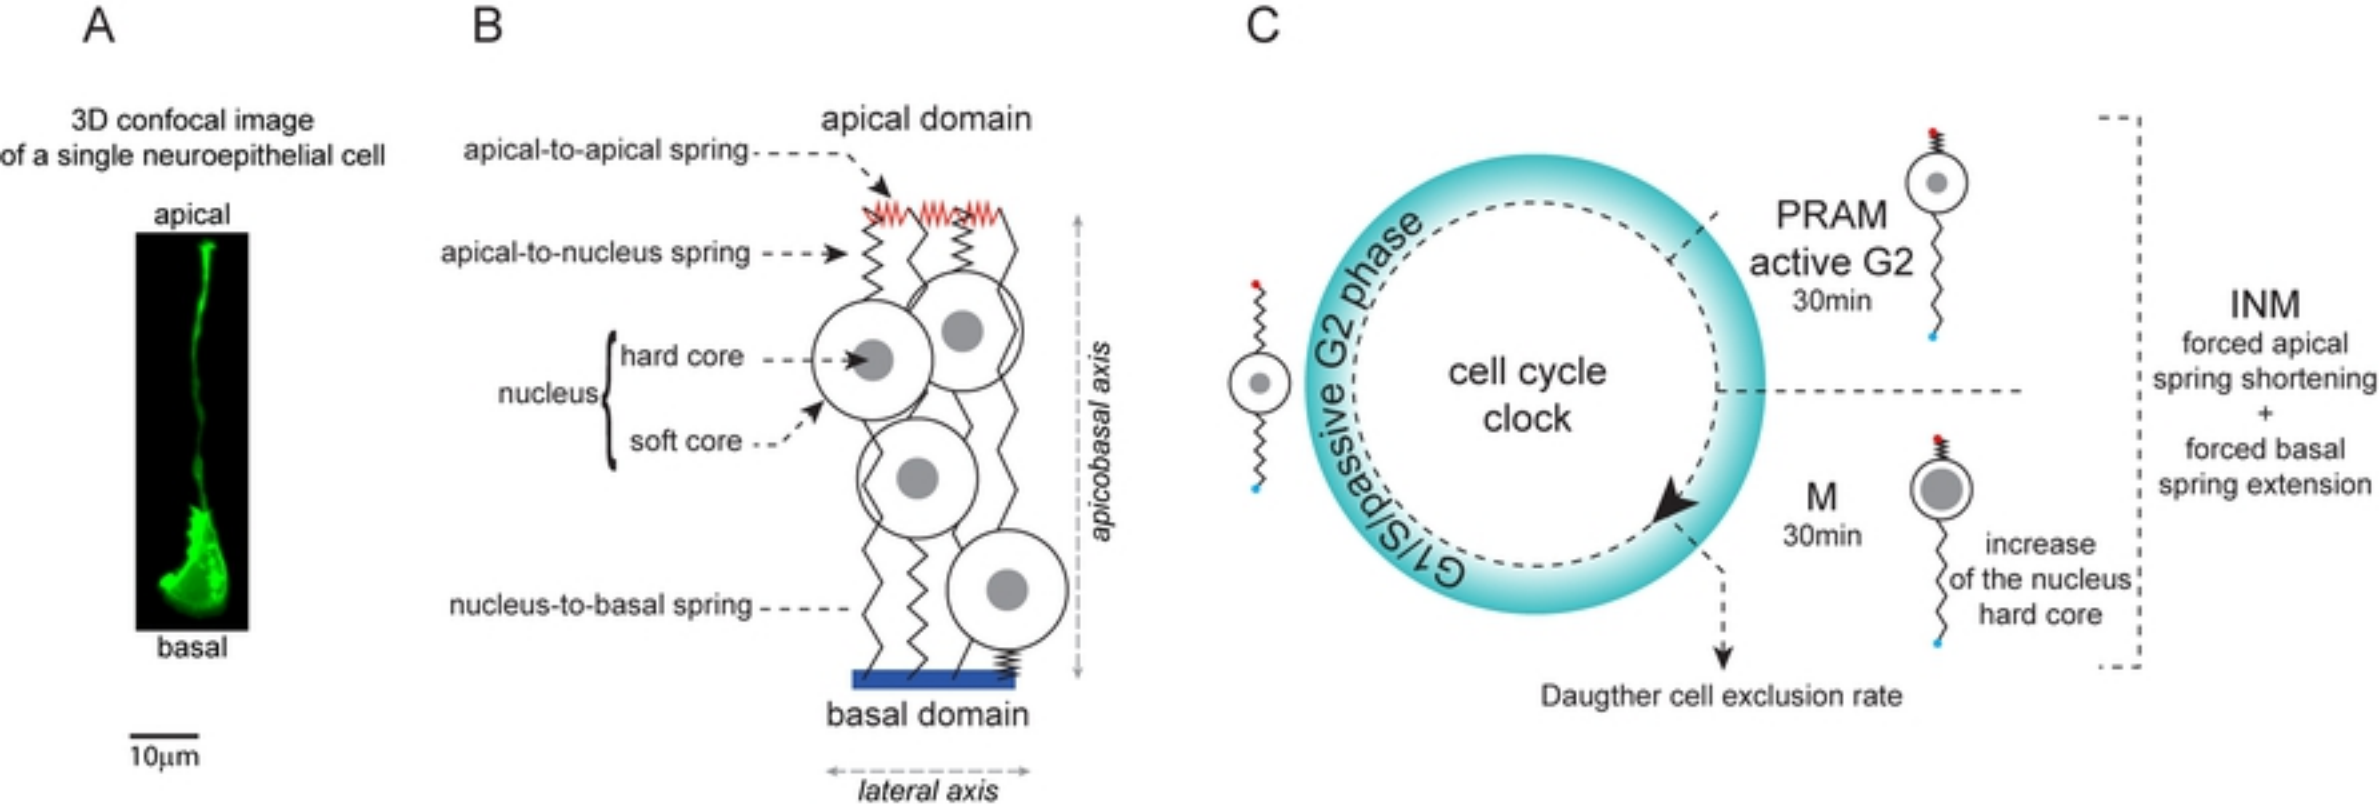 A
3D confocal image
of a single neuroepithelial cell
apical
basal
10μm
B
apical domain
apical-to-apical spring
apical-to-nucleus spring
nucleus
hard core
soft core
nucleus-to-basal spring
apicobasal axis
basal domain
lateral axis
C
G1/S/passive G2 phase
cell cycle
clock
PRAM
active G2
30min
M
30min
increase
of the nucleus
hard core
INM
forced apical
spring shortening
+
forced basal
spring extension
Daugther cell exclusion rate